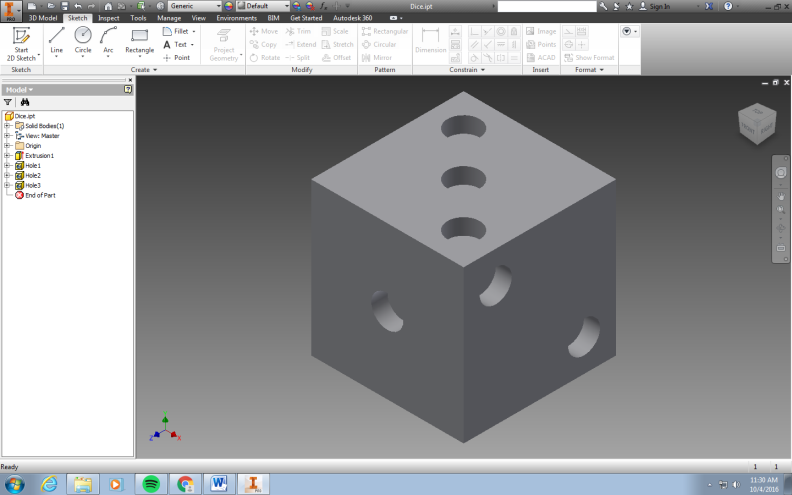 Generic Default Dice.ipt Sign In
PRO 3D Model Sketch Inspect Tools Manage View Environments BIM Get Started Autodesk 360
Start 2D Sketch Line Circle Arc Rectangle Fillet Text Point Project Geometry Move Copy Rotate Trim Extend Split Scale Stretch Offset Rectangular Circular Mirror Dimension Image Points ACAD Show Format
Sketch Create Modify Pattern Constrain Insert Format
Model
Dice.ipt
Solid Bodies(1)
View: Master
Origin
Extrusion1
Hole1
Hole2
Hole3
End of Part
TOP
FRONT
Z X
Ready 1 1
11:30 AM
10/4/2016